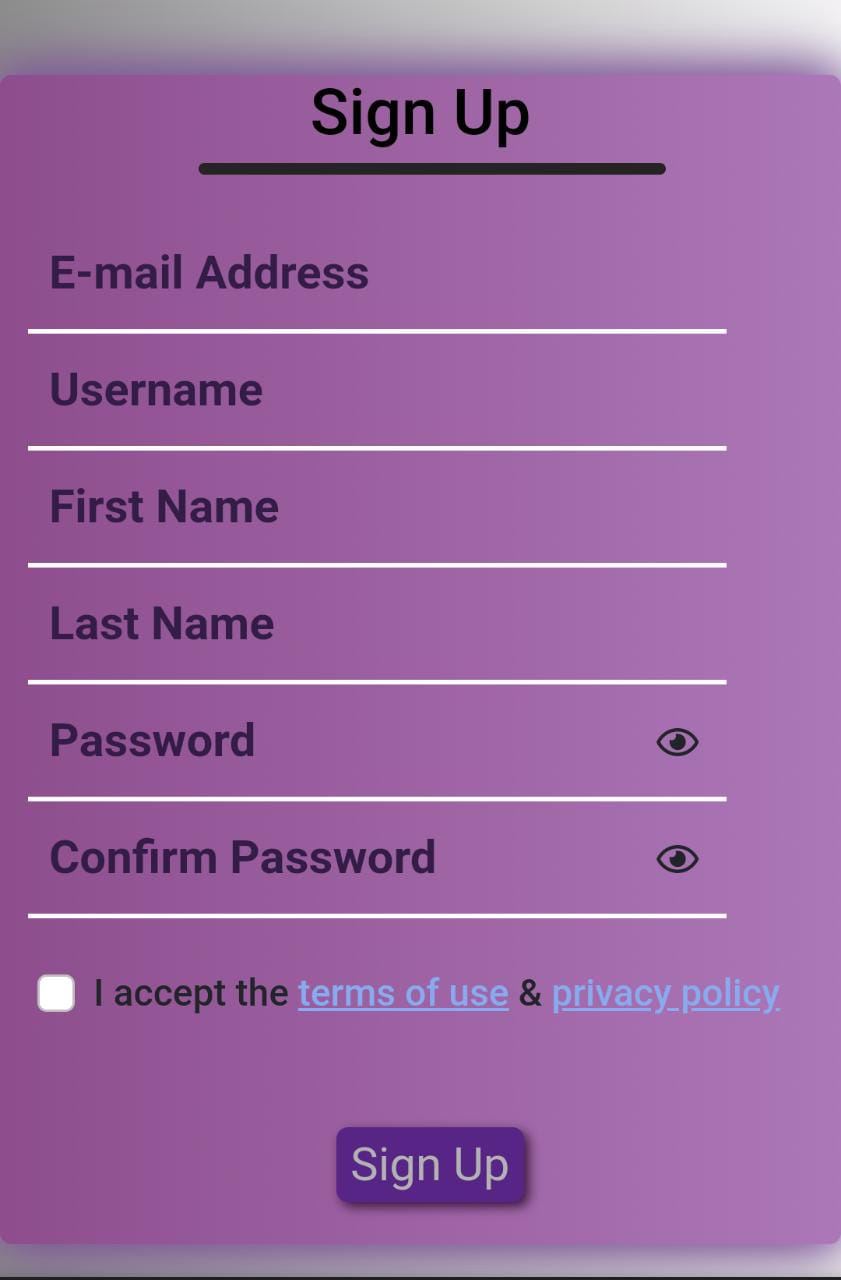 Sign Up
E-mail Address
Username
First Name
Last Name
Password
Confirm Password
I accept the terms of use & privacy policy
Sign Up